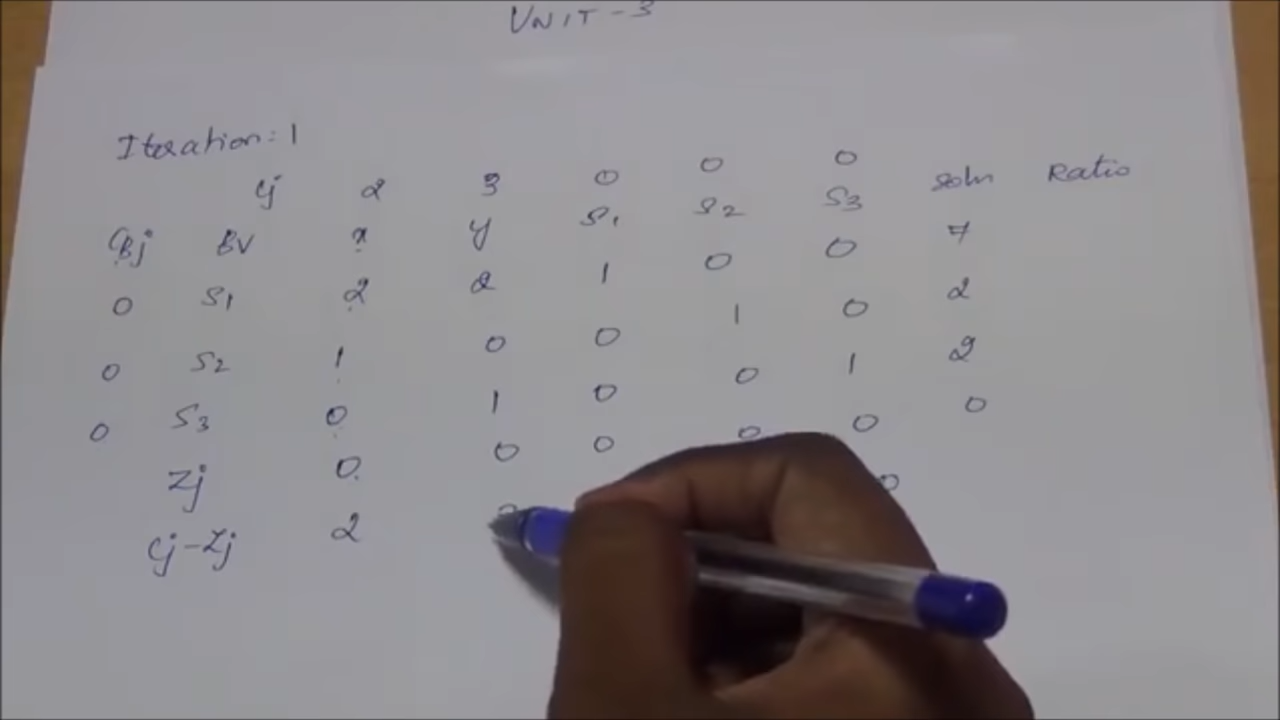 UNIT-3
Iteration: 1
Cj 2 3 0 0 0 Soln Ratio
CBj BV x y S1 S2 S3
0 S1 2 2 1 0 0 7
0 S2 1 0 0 1 0 2
0 S3 0 1 0 0 1 2
Zj 0 0 0 0 0 0
Cj-Zj 2 0